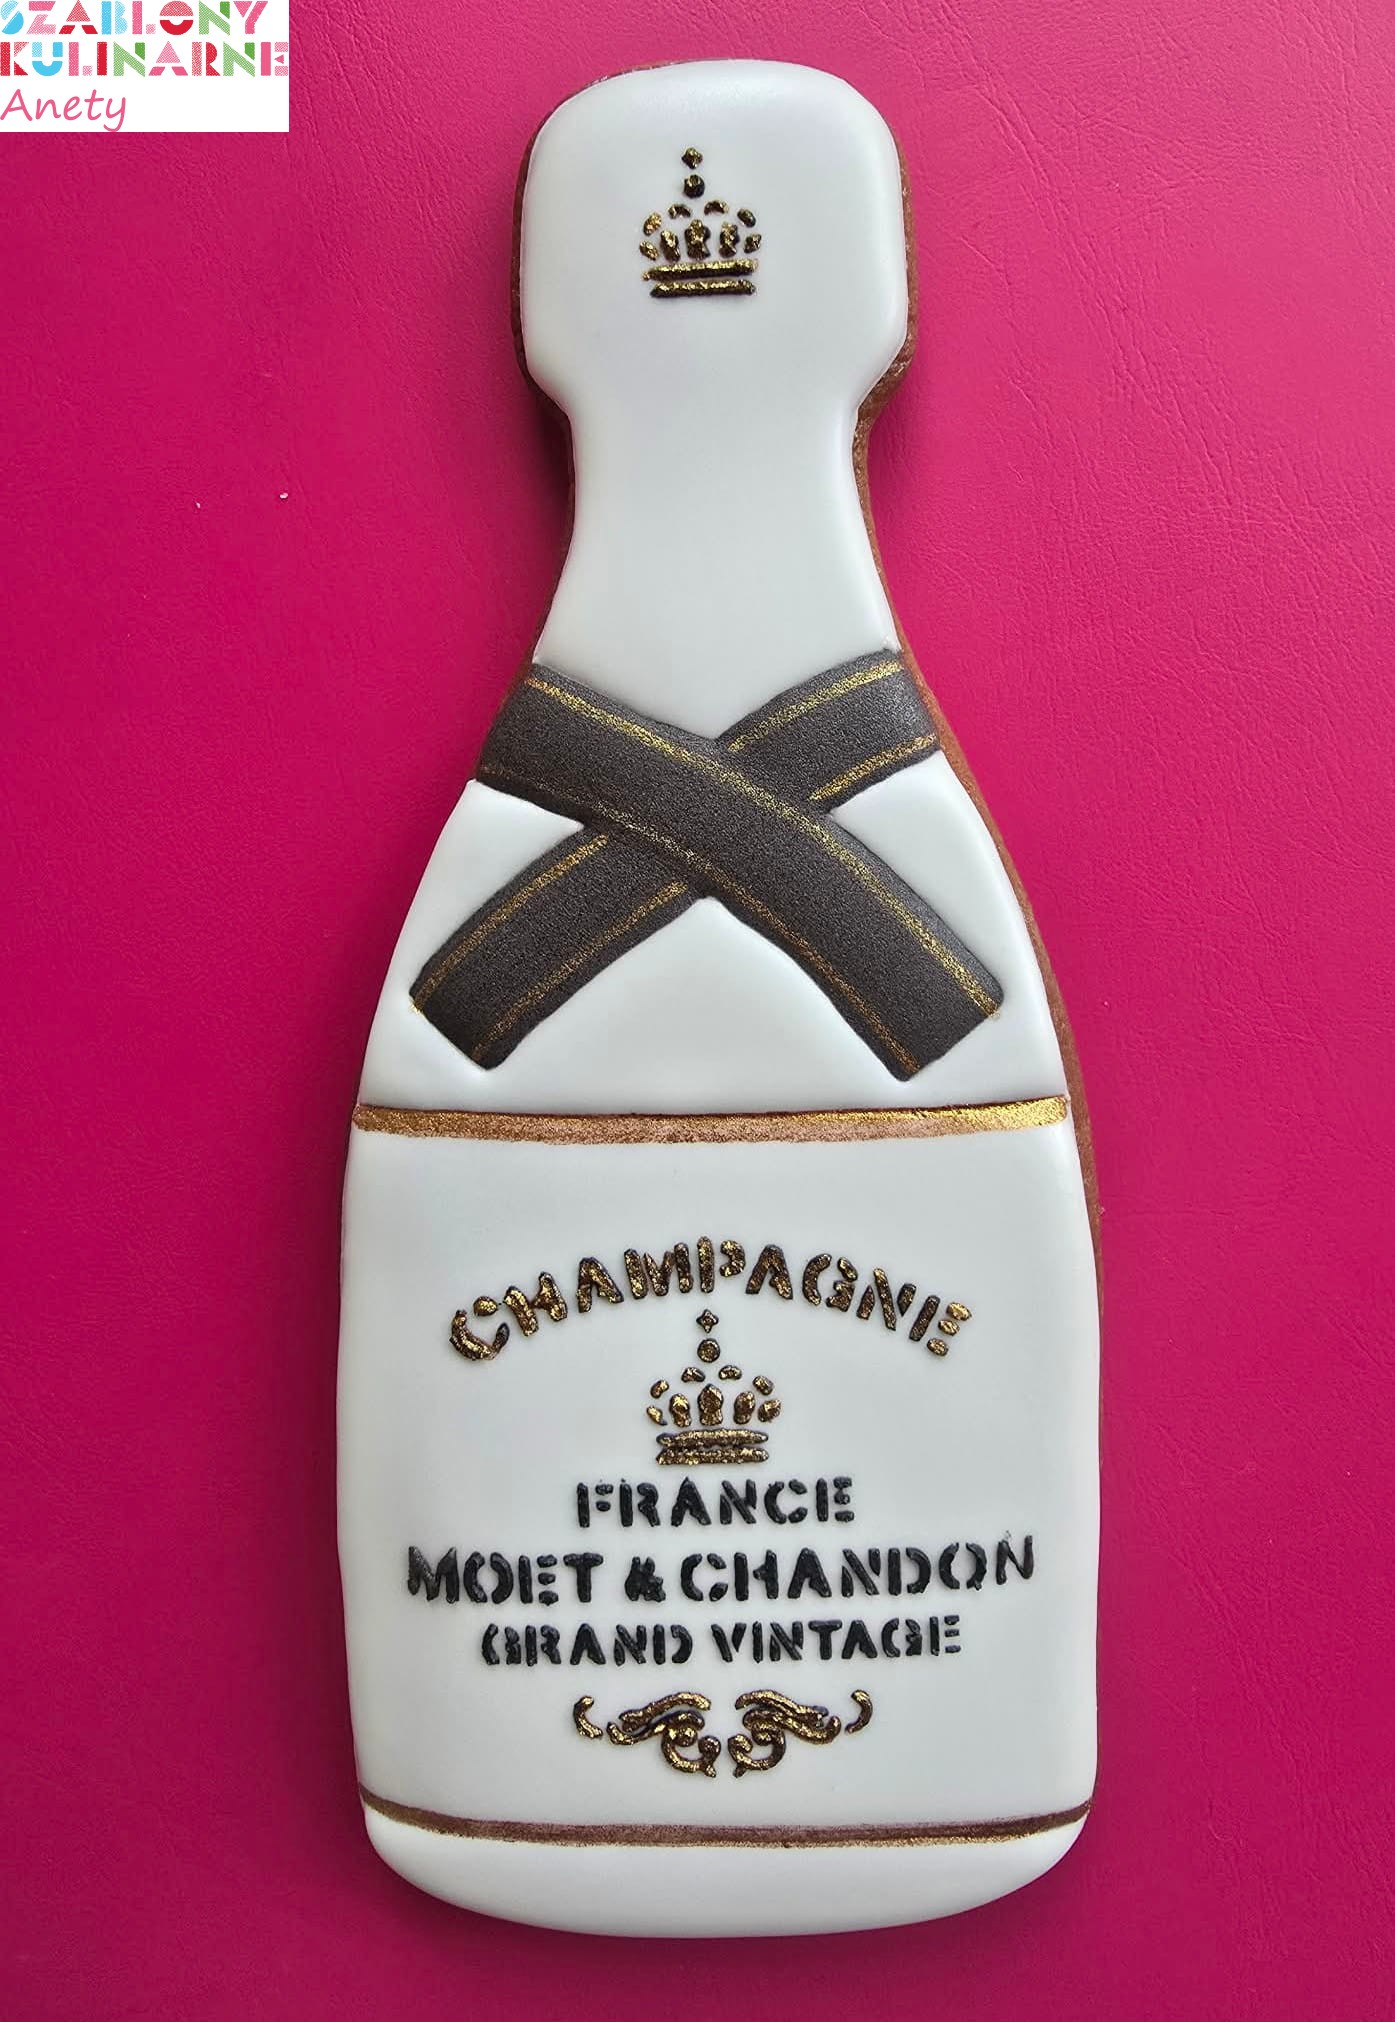 SZABLONY
KULINARNE
Anety
CHAMPAGNE
FRANCE
MOET & CHANDON
GRAND VINTAGE